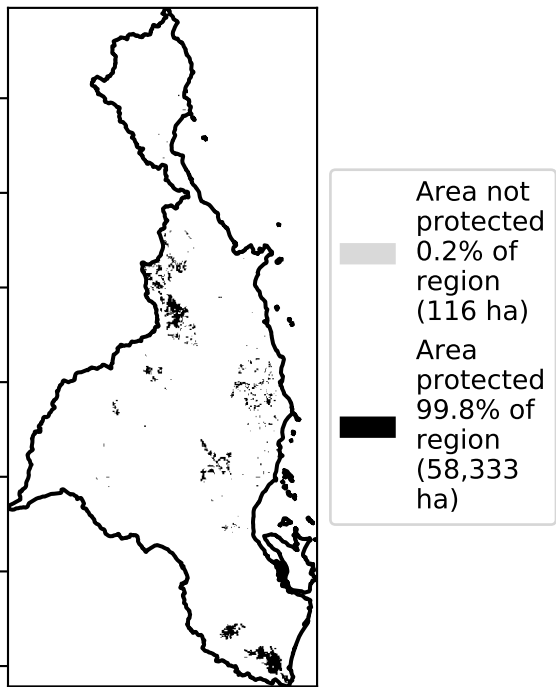 Area not
protected
0.2% of
region
(116 ha)
Area
protected
99.8% of
region
(58,333
ha)